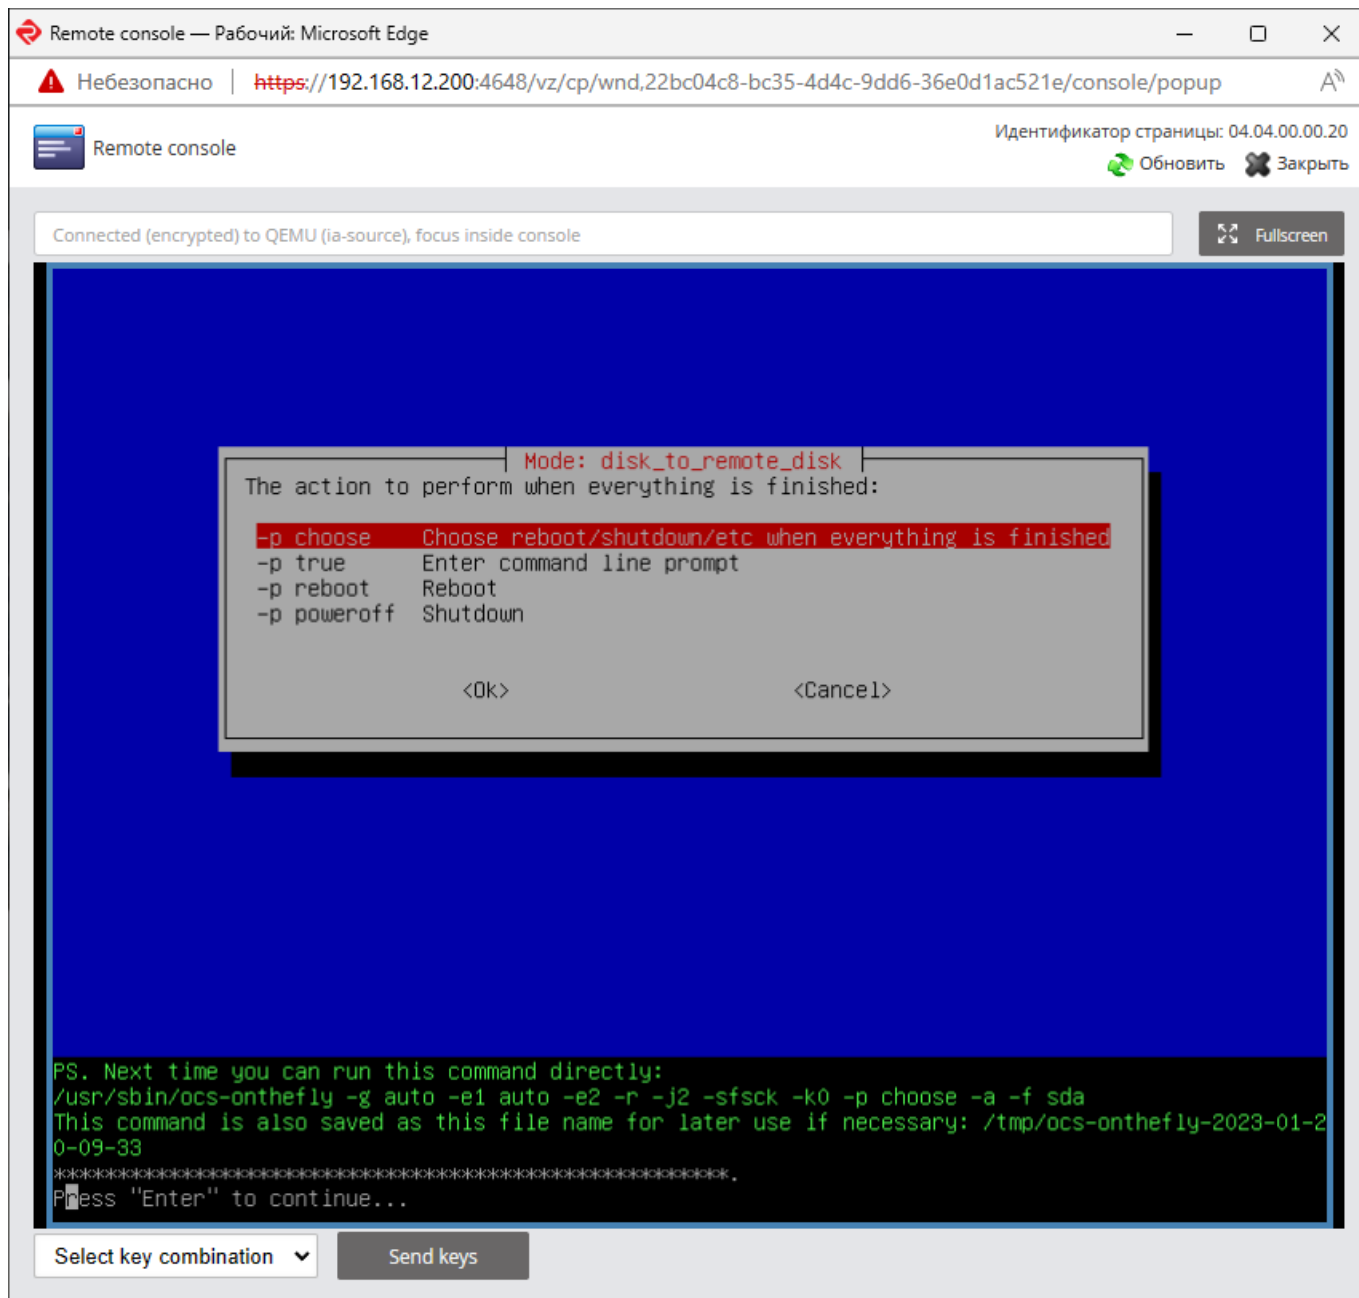 Remote console — Рабочий: Microsoft Edge
Небезопасно | https://192.168.12.200:4648/vz/cp/wnd,22bc04c8-bc35-4d4c-9dd6-36e0d1ac521e/console/popup
Remote console
Идентификатор страницы: 04.04.00.00.20
Обновить Закрыть
Connected (encrypted) to QEMU (ia-source), focus inside console
Fullscreen
Mode: disk_to_remote_disk
The action to perform when everything is finished:
-p choose Choose reboot/shutdown/etc when everything is finished
-p true Enter command line prompt
-p reboot Reboot
-p poweroff Shutdown
<Ok> <Cancel>
PS. Next time you can run this command directly:
/usr/sbin/ocs-onthefly -g auto -e1 auto -e2 -r -j2 -sfsck -k0 -p choose -a -f sda
This command is also saved as this file name for later use if necessary: /tmp/ocs-onthefly-2023-01-2
0-09-33
*****************************************************.
Press "Enter" to continue...
Select key combination
Send keys